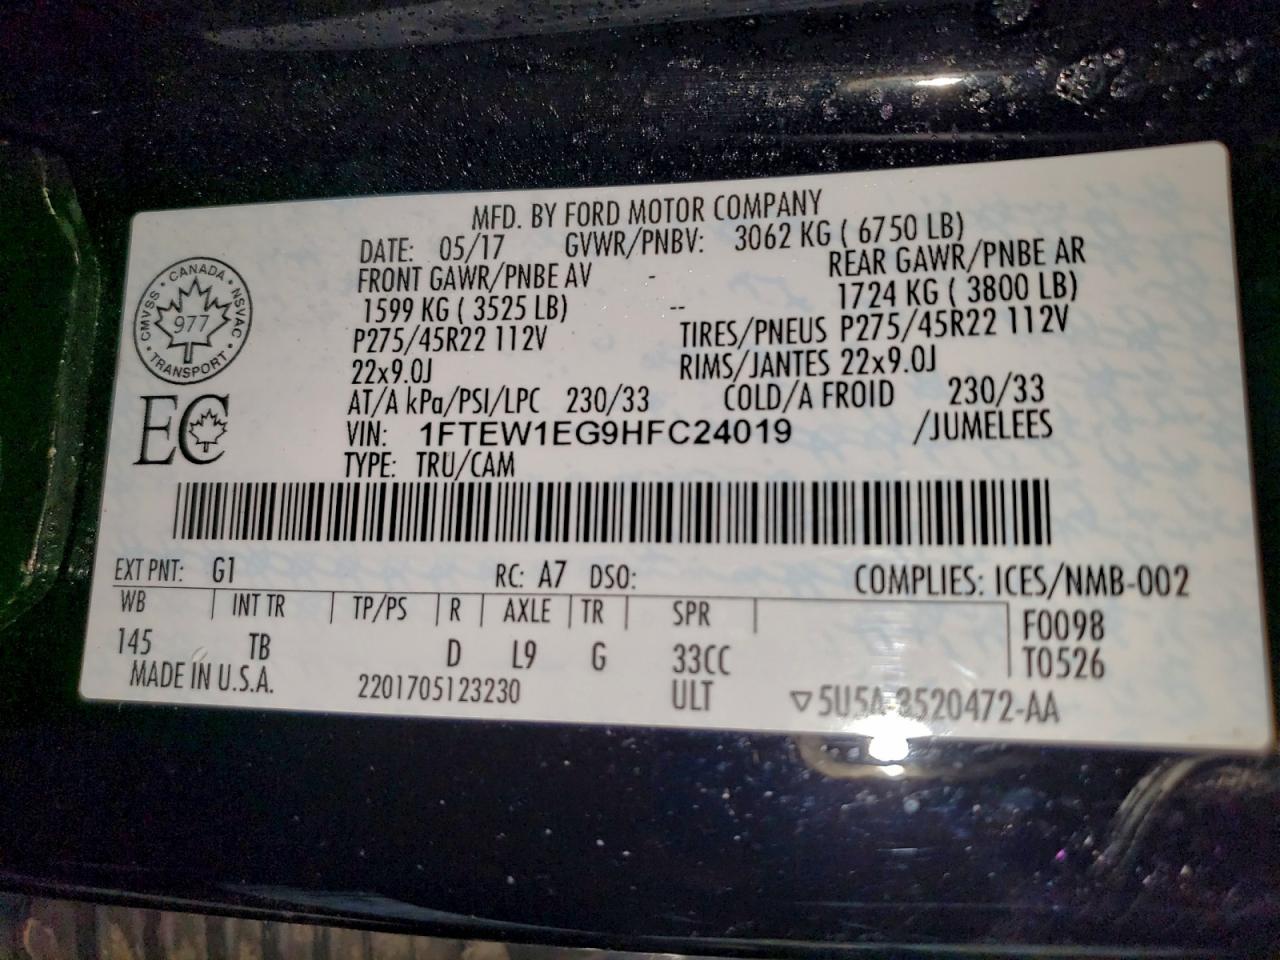 MFD. BY FORD MOTOR COMPANY
DATE: 05/17 GVWR/PNBV: 3062 KG ( 6750 LB)
FRONT GAWR/PNBE AV - REAR GAWR/PNBE AR
1599 KG ( 3525 LB) -- 1724 KG ( 3800 LB)
P275/45R22 112V TIRES/PNEUS P275/45R22 112V
22x9.0J RIMS/JANTES 22x9.0J
AT/A kPa/PSI/LPC 230/33 COLD/A FROID 230/33
VIN: 1FTEW1EG9HFC24019 /JUMELEES
TYPE: TRU/CAM
CANADA
CMVSS • NSVAC
977
TRANSPORT
EC
EXT PNT: G1 RC: A7 DSO: COMPLIES: ICES/NMB-002
WB | INT TR | TP/PS | R | AXLE | TR | SPR | F0098
145 TB D L9 G 33CC T0526
MADE IN U.S.A. 2201705123230 ULT ▽5U5A-3520472-AA